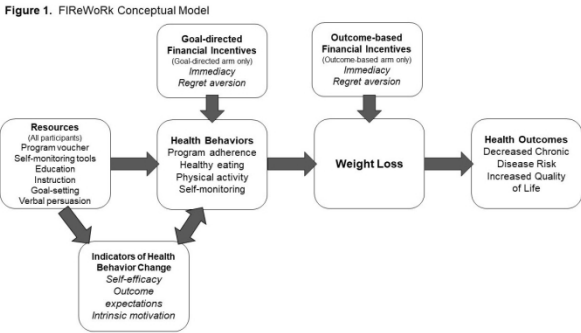 Figure 1. FIReWoRk Conceptual Model
Goal-directed
Financial Incentives
(Goal-directed arm only)
Immediacy
Regret aversion
Outcome-based
Financial Incentives
(Outcome-based arm only)
Immediacy
Regret aversion
Resources
(All participants)
Program voucher
Self-monitoring tools
Education
Instruction
Goal-setting
Verbal persuasion
Health Behaviors
Program adherence
Healthy eating
Physical activity
Self-monitoring
Weight Loss
Health Outcomes
Decreased Chronic
Disease Risk
Increased Quality
of Life
Indicators of Health
Behavior Change
Self-efficacy
Outcome
expectations
Intrinsic motivation